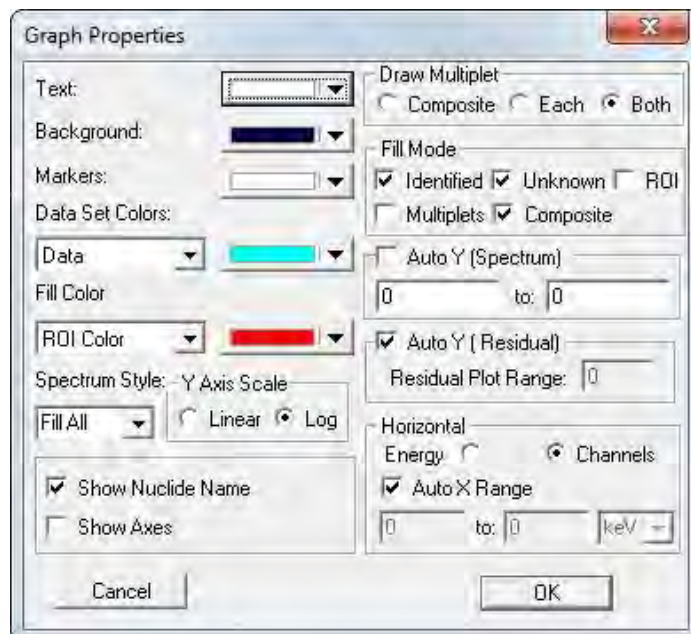 Graph Properties
Text:
Background:
Markers:
Data Set Colors:
Data
Fill Color
ROI Color
Spectrum Style:
Fill All
Y Axis Scale
Linear Log
Show Nuclide Name
Show Axes
Cancel
Draw Multiplet
Composite Each Both
Fill Mode
Identified Unknown ROI
Multiplets Composite
Auto Y (Spectrum)
0 to: 0
Auto Y ( Residual)
Residual Plot Range: 0
Horizontal
Energy Channels
Auto X Range
0 to: 0 keV
OK